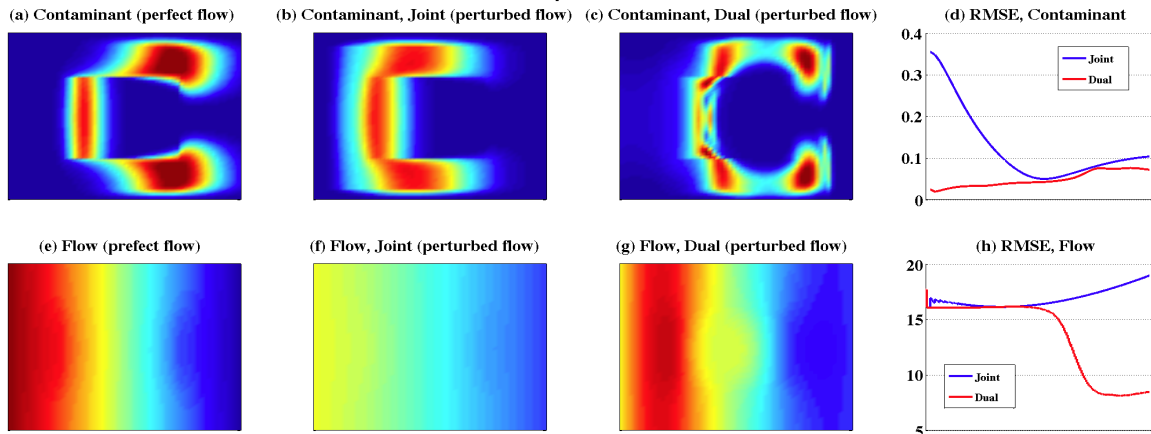 (a) Contaminant (perfect flow)
(b) Contaminant, Joint (perturbed flow)
(c) Contaminant, Dual (perturbed flow)
(d) RMSE, Contaminant
0.4
0.3
0.2
0.1
0
Joint
Dual
(e) Flow (prefect flow)
(f) Flow, Joint (perturbed flow)
(g) Flow, Dual (perturbed flow)
(h) RMSE, Flow
20
15
10
5
Joint
Dual